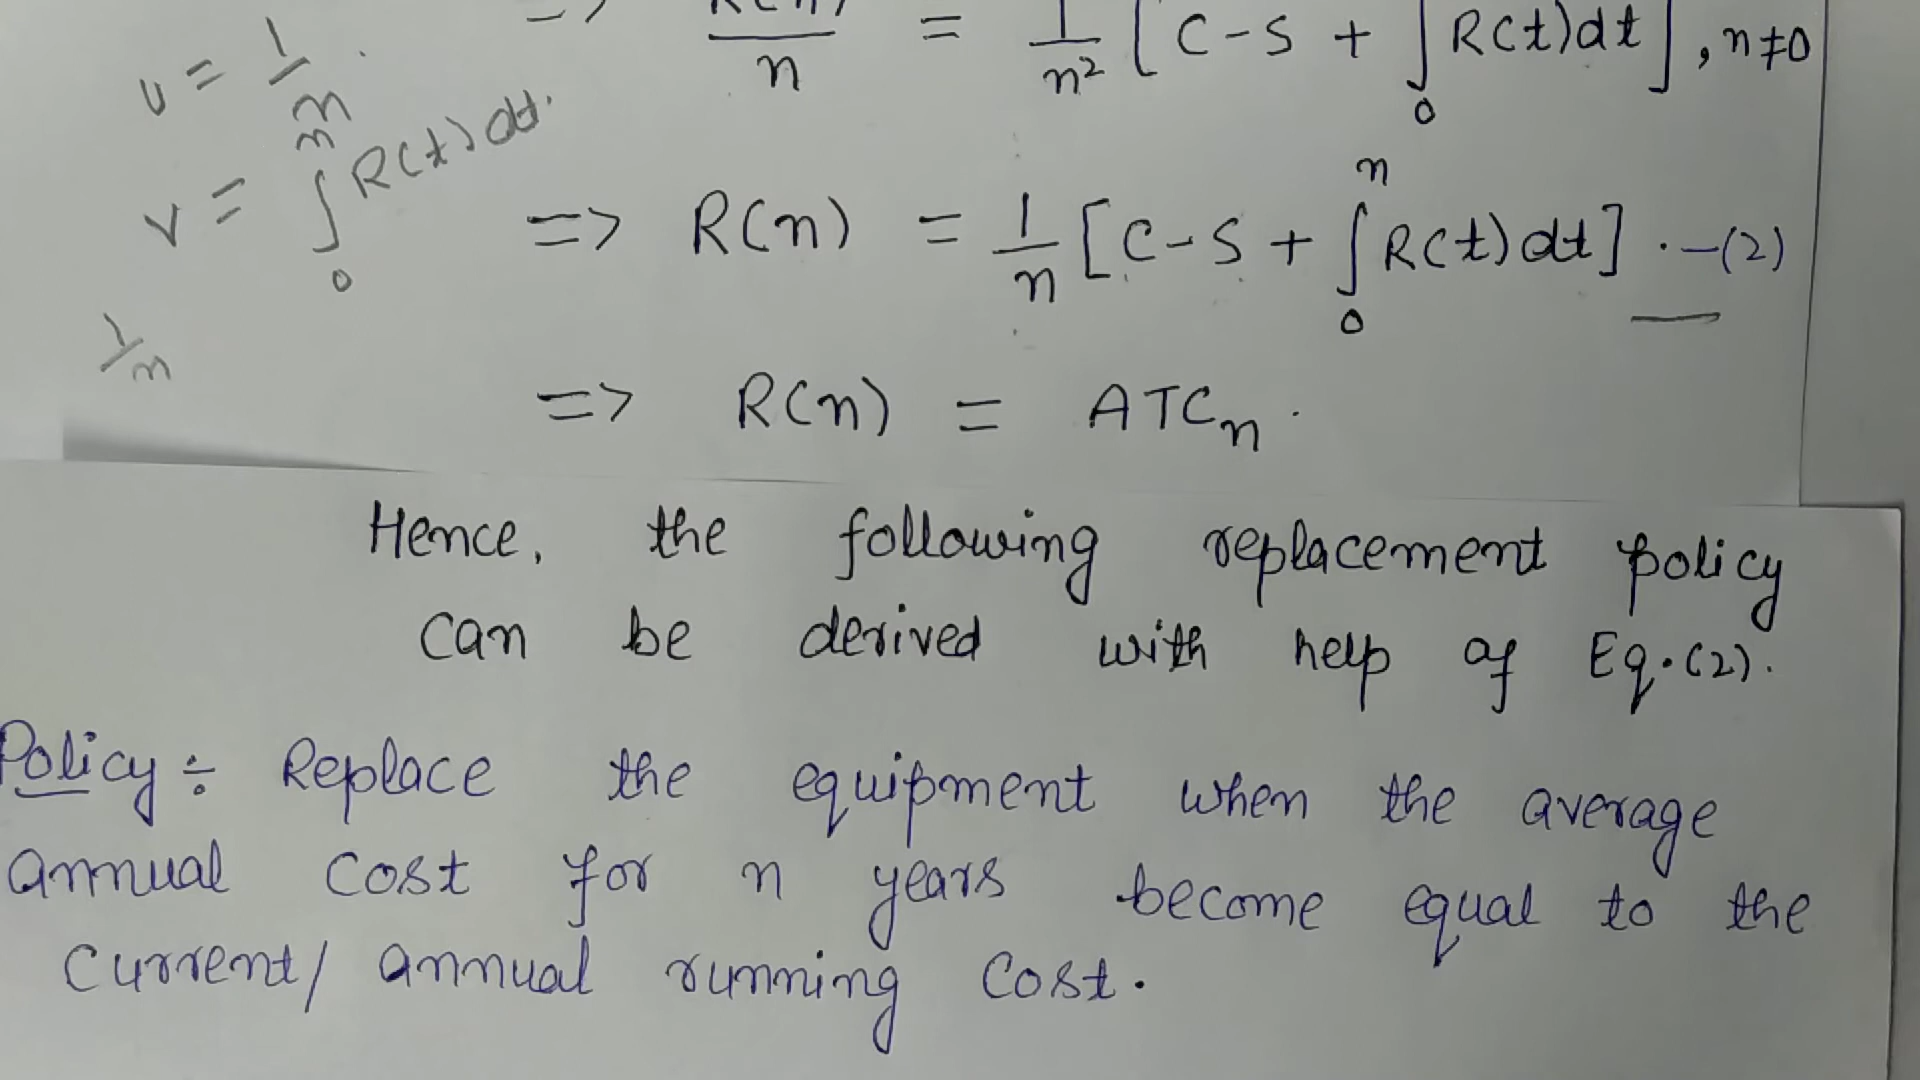 => R(n)/n = 1/n² [C-S + ∫₀ R(t)dt], n≠0
u = 1/n.
v = ∫₀ⁿ R(t) dt.
=> R(n) = 1/n [C-S + ∫₀ⁿ R(t) dt]. -(2)
1/n
=> R(n) = ATCn.
Hence, the following replacement policy
can be derived with help of Eq.(2).
Policy ÷ Replace the equipment when the average
annual cost for n years become equal to the
current/ annual running cost.